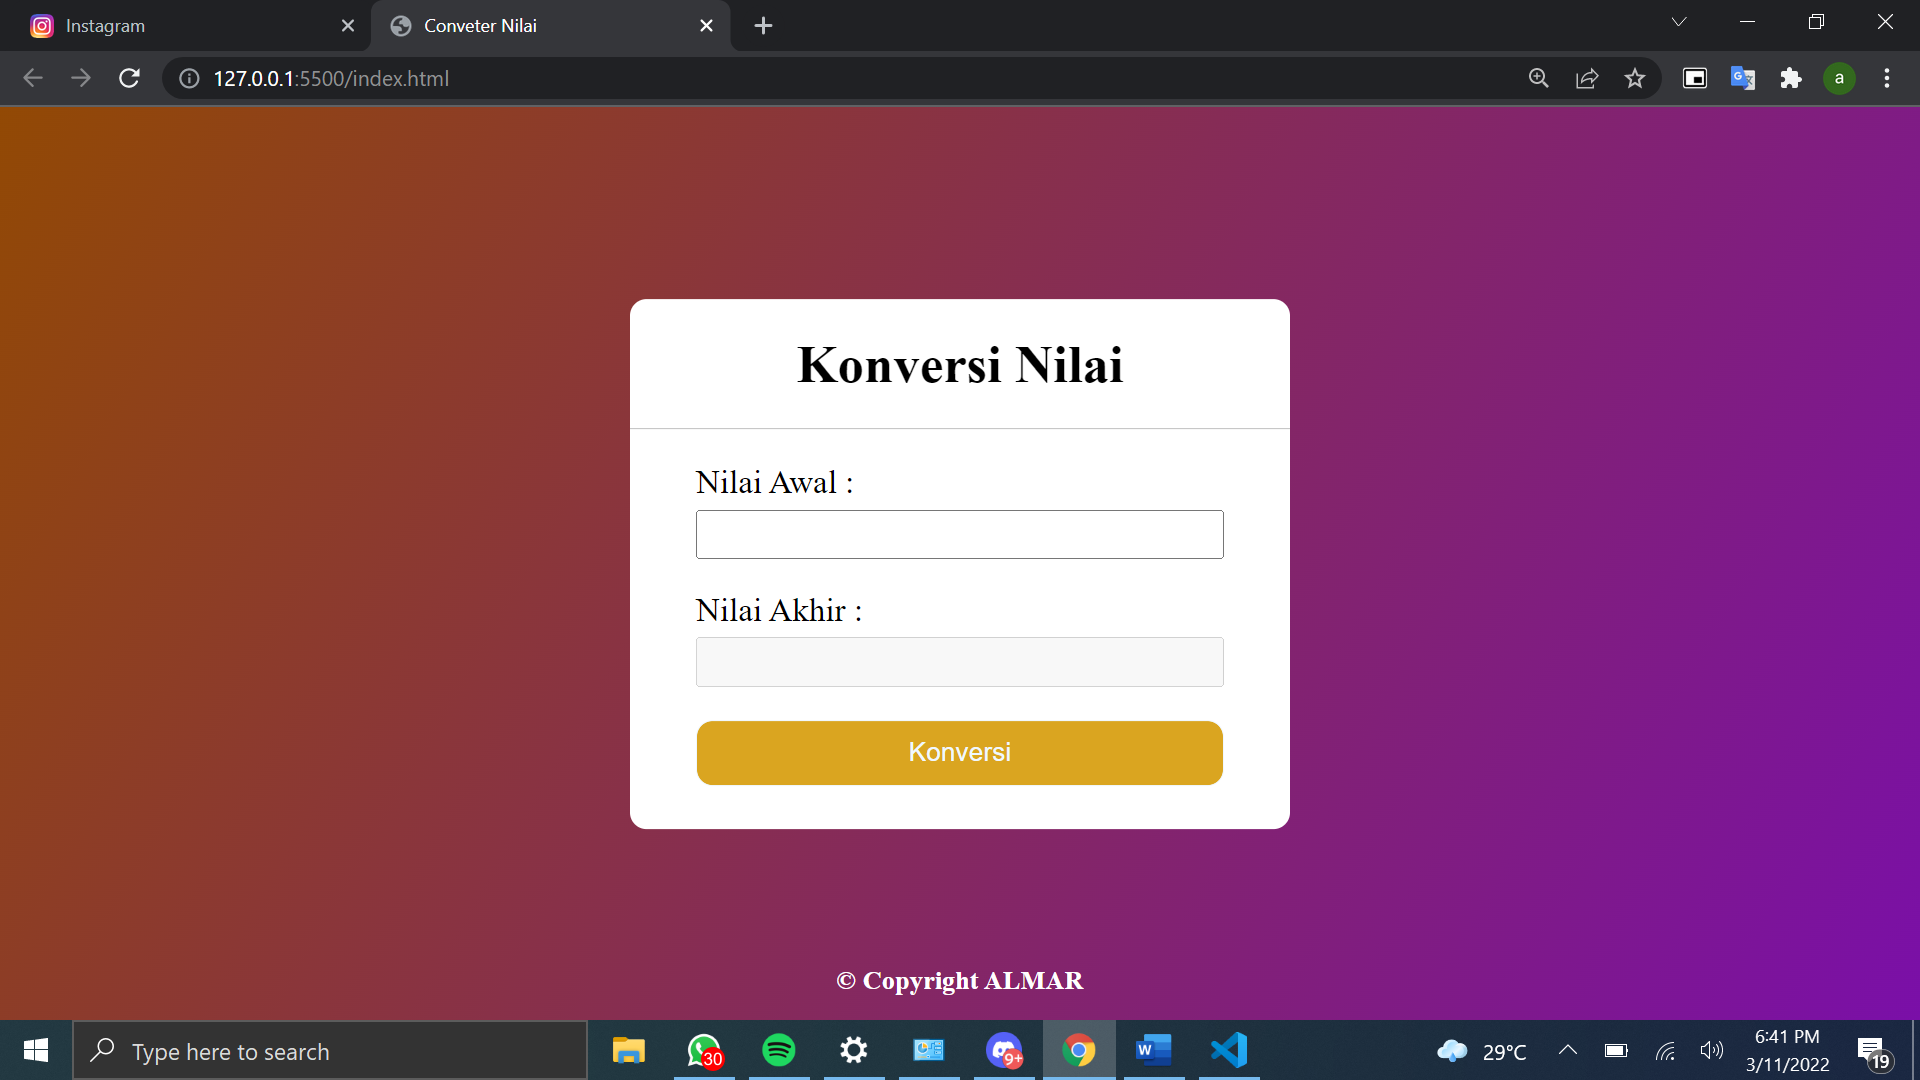 Instagram
Conveter Nilai
127.0.0.1:5500/index.html
a
Konversi Nilai
Nilai Awal :
Nilai Akhir :
Konversi
© Copyright ALMAR
Type here to search
30
9+
W
29°C
6:41 PM
3/11/2022
19